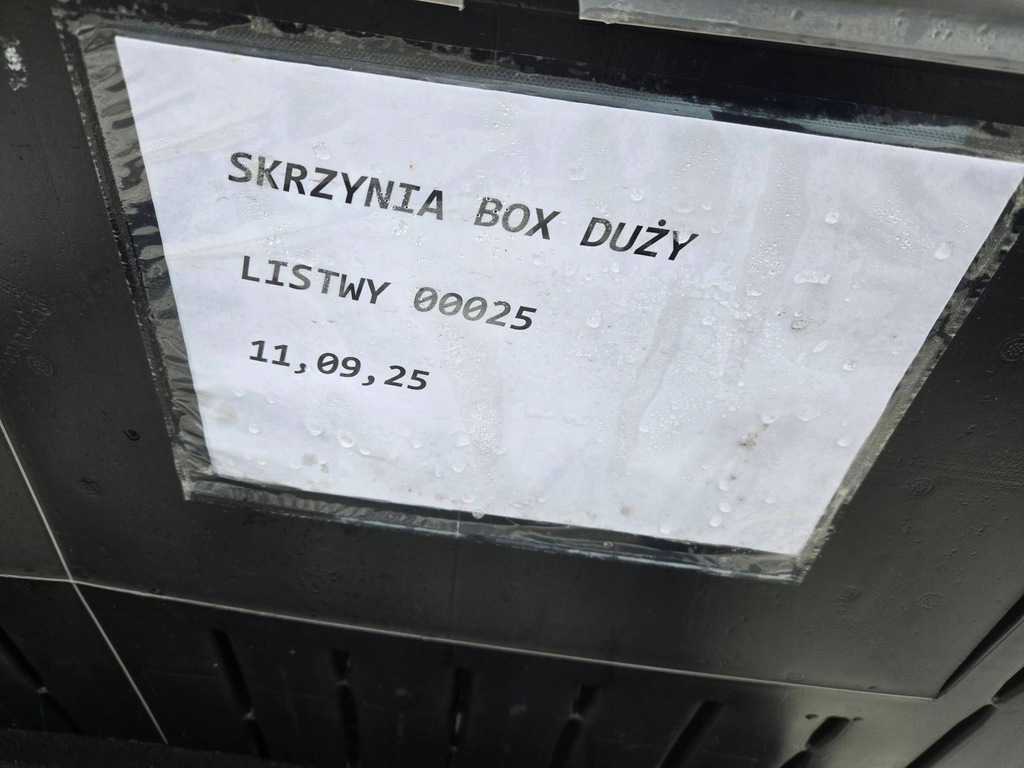 SKRZYNIA BOX DUŻY
LISTWY 00025
11,09,25